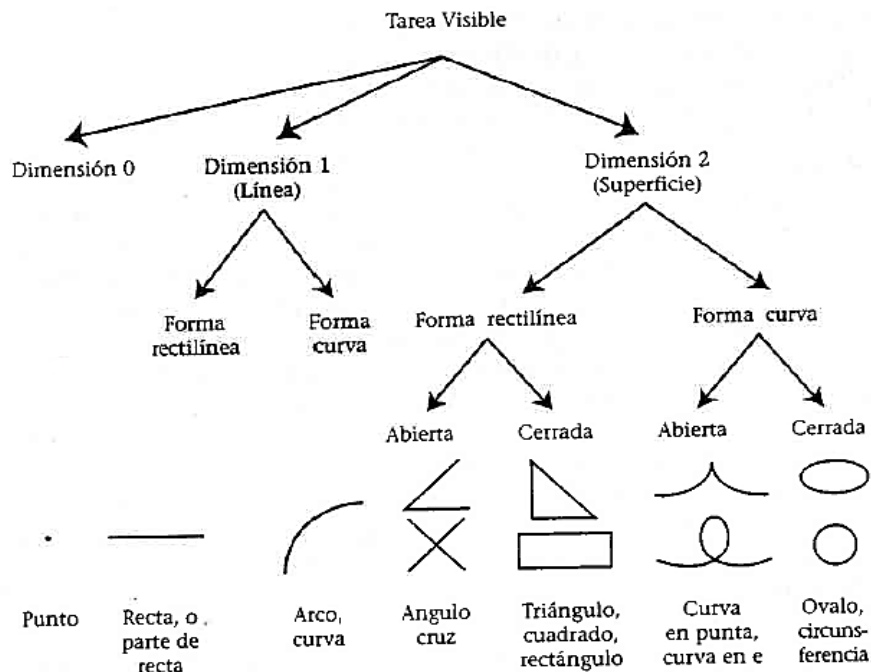 Tarea Visible
Dimensión 0
Dimensión 1
(Línea)
Dimensión 2
(Superficie)
Forma
rectilínea
Forma
curva
Forma rectilínea
Forma curva
Abierta
Cerrada
Abierta
Cerrada
Punto
Recta, o
parte de
recta
Arco,
curva
Angulo
cruz
Triángulo,
cuadrado,
rectángulo
Curva
en punta,
curva en e
Ovalo,
circuns-
ferencia